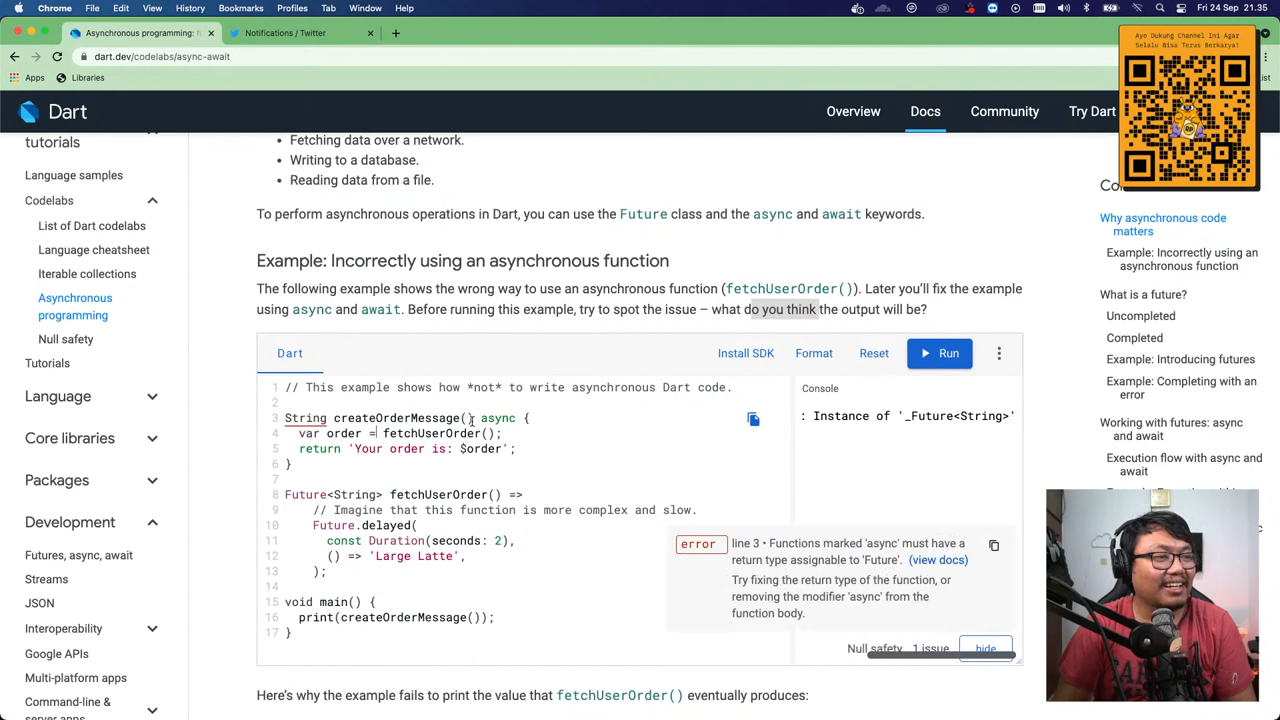 Chrome File Edit View History Bookmarks Profiles Tab Window Help
Fri 24 Sep 21.35
Asynchronous programming: f
Notifications / Twitter
dart.dev/codelabs/async-await
Apps Libraries
Ayo Dukung Channel Ini Agar
Selalu Bisa Terus Berkarya!
Dart
Overview Docs Community Try Dart
tutorials
Language samples
Codelabs
List of Dart codelabs
Language cheatsheet
Iterable collections
Asynchronous
programming
Null safety
Tutorials
Language
Core libraries
Packages
Development
Futures, async, await
Streams
JSON
Interoperability
Google APIs
Multi-platform apps
Command-line &
server apps
Fetching data over a network.
Writing to a database.
Reading data from a file.
To perform asynchronous operations in Dart, you can use the Future class and the async and await keywords.
Example: Incorrectly using an asynchronous function
The following example shows the wrong way to use an asynchronous function (fetchUserOrder()). Later you'll fix the example
using async and await. Before running this example, try to spot the issue – what do you think the output will be?
Dart
Install SDK Format Reset Run
1 // This example shows how *not* to write asynchronous Dart code.
2
3 String createOrderMessage() async {
4 var order = fetchUserOrder();
5 return 'Your order is: $order';
6 }
7
8 Future<String> fetchUserOrder() =>
9 // Imagine that this function is more complex and slow.
10 Future.delayed(
11 const Duration(seconds: 2),
12 () => 'Large Latte',
13 );
14
15 void main() {
16 print(createOrderMessage());
17 }
Console
: Instance of '_Future<String>'
error
line 3 • Functions marked 'async' must have a
return type assignable to 'Future'. (view docs)
Try fixing the return type of the function, or
removing the modifier 'async' from the
function body.
Null safety 1 issue hide
Here's why the example fails to print the value that fetchUserOrder() eventually produces:
Why asynchronous code
matters
Example: Incorrectly using an
asynchronous function
What is a future?
Uncompleted
Completed
Example: Introducing futures
Example: Completing with an
error
Working with futures: async
and await
Execution flow with async and
await